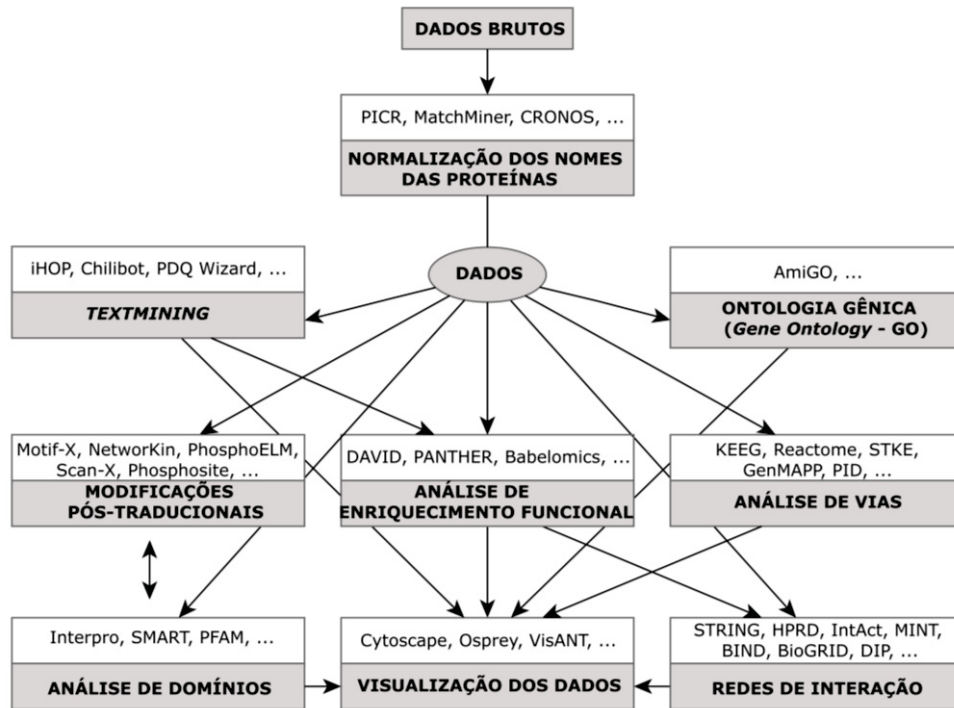 DADOS BRUTOS
PICR, MatchMiner, CRONOS, ...
NORMALIZAÇÃO DOS NOMES
DAS PROTEÍNAS
iHOP, Chilibot, PDQ Wizard, ...
TEXTMINING
DADOS
AmiGO, ...
ONTOLOGIA GÊNICA
(Gene Ontology - GO)
Motif-X, NetworKin, PhosphoELM,
Scan-X, Phosphosite, ...
MODIFICAÇÕES
PÓS-TRADUCIONAIS
DAVID, PANTHER, Babelomics, ...
ANÁLISE DE
ENRIQUECIMENTO FUNCIONAL
KEEG, Reactome, STKE,
GenMAPP, PID, ...
ANÁLISE DE VIAS
Interpro, SMART, PFAM, ...
ANÁLISE DE DOMÍNIOS
Cytoscape, Osprey, VisANT, ...
VISUALIZAÇÃO DOS DADOS
STRING, HPRD, IntAct, MINT,
BIND, BioGRID, DIP, ...
REDES DE INTERAÇÃO